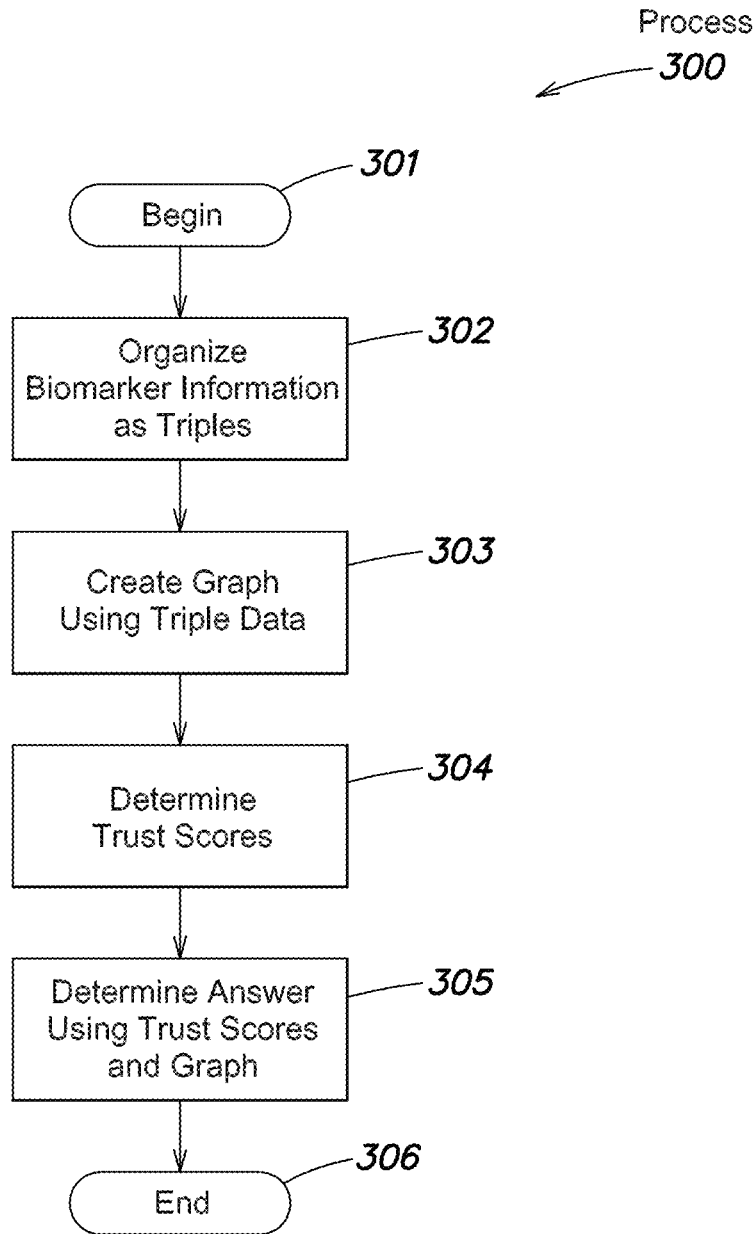 Process
300
301
Begin
302
Organize
Biomarker Information
as Triples
303
Create Graph
Using Triple Data
304
Determine
Trust Scores
305
Determine Answer
Using Trust Scores
and Graph
306
End